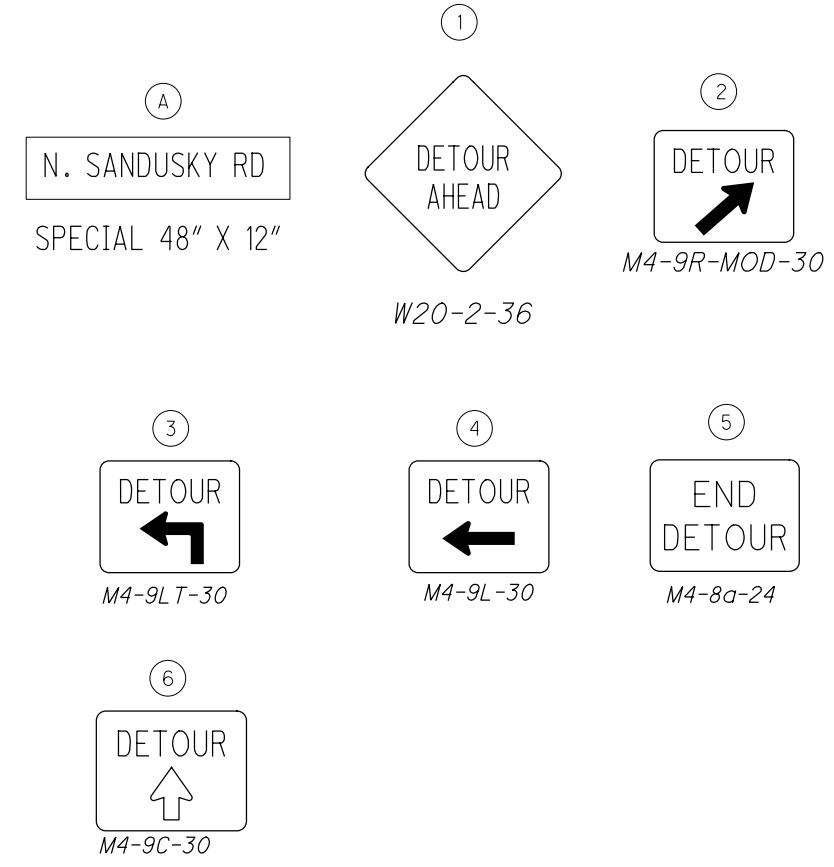 A
N. SANDUSKY RD
SPECIAL 48" X 12"
1
DETOUR
AHEAD
W20-2-36
2
DETOUR
M4-9R-MOD-30
3
DETOUR
M4-9LT-30
4
DETOUR
M4-9L-30
5
END
DETOUR
M4-8a-24
6
DETOUR
M4-9C-30